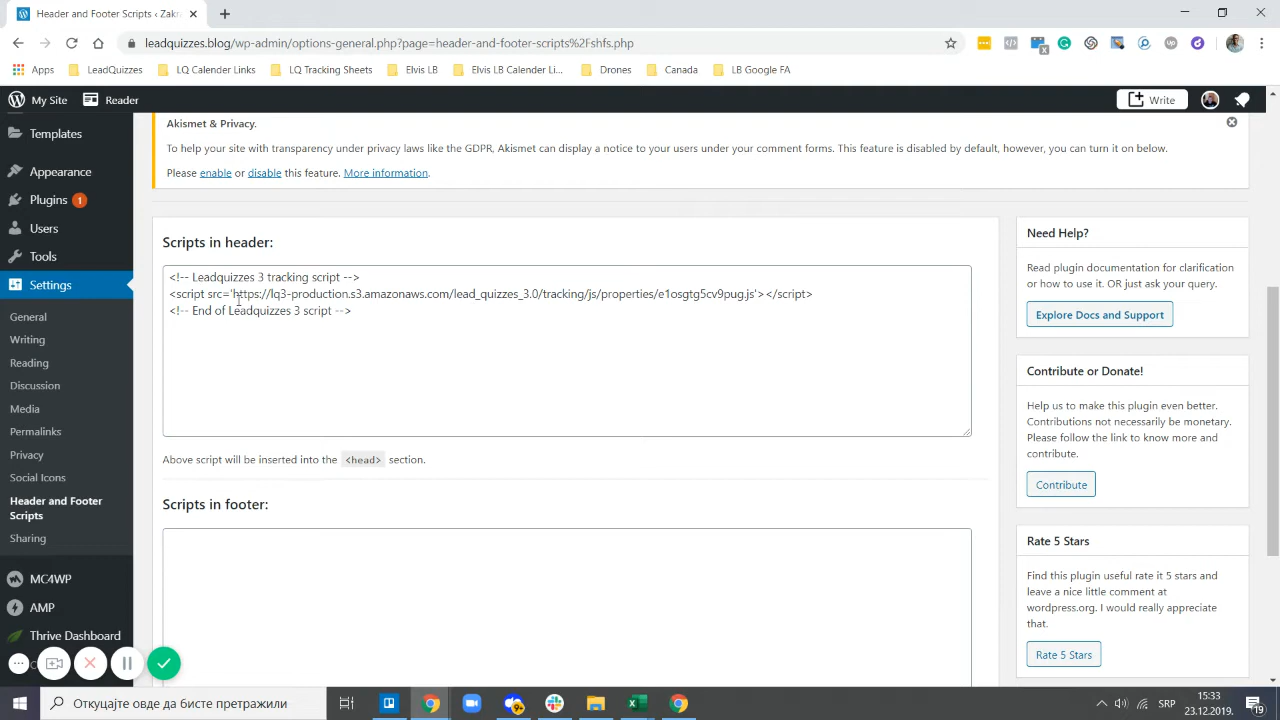 Header and Footer Scripts ‹ Zakr
leadquizzes.blog/wp-admin/options-general.php?page=header-and-footer-scripts%2Fshfs.php
Apps
LeadQuizzes
LQ Calender Links
LQ Tracking Sheets
Elvis LB
Elvis LB Calender Li...
Drones
Canada
LB Google FA
My Site
Reader
Write
Templates
Appearance
Plugins 1
Users
Tools
Settings
General
Writing
Reading
Discussion
Media
Permalinks
Privacy
Social Icons
Header and Footer
Scripts
Sharing
MC4WP
AMP
Thrive Dashboard
Akismet & Privacy.
To help your site with transparency under privacy laws like the GDPR, Akismet can display a notice to your users under your comment forms. This feature is disabled by default, however, you can turn it on below.
Please enable or disable this feature. More information.
Scripts in header:
<!-- Leadquizzes 3 tracking script -->
<script src='https://lq3-production.s3.amazonaws.com/lead_quizzes_3.0/tracking/js/properties/e1osgtg5cv9pug.js'> </script>
<!-- End of Leadquizzes 3 script -->
Above script will be inserted into the <head> section.
Scripts in footer:
Need Help?
Read plugin documentation for clarification
or how to use it. OR just ask your query.
Explore Docs and Support
Contribute or Donate!
Help us to make this plugin even better.
Contributions not necessarily be monetary.
Please follow the link to know more and
contribute.
Contribute
Rate 5 Stars
Find this plugin useful rate it 5 stars and
leave a nice little comment at
wordpress.org. I would really appreciate
that.
Rate 5 Stars
Откуцајте овде да бисте претражили
SRP
15:33
23.12.2019.
19